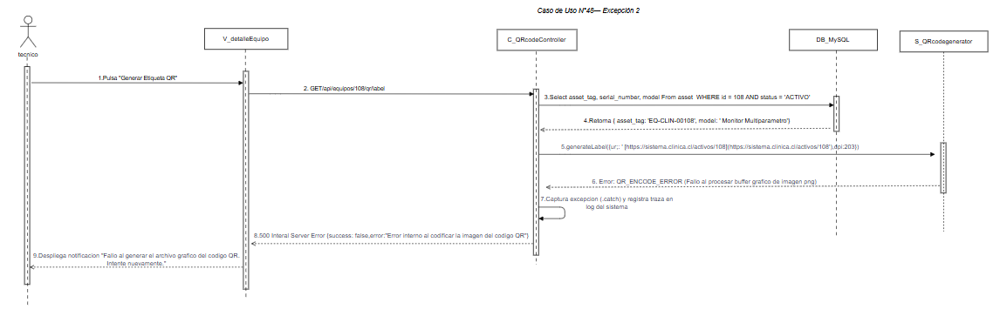 Caso de Uso N°46— Excepción 2
tecnico
V_detalleEquipo
C_QRcodeController
DB_MySQL
S_QRcodegenerator
1.Pulsa "Generar Etiqueta QR"
2. GET/api/equipos/108/qr/label
3.Select asset_tag, serial_number, model From asset WHERE id = 108 AND status = 'ACTIVO'
4.Retorna { asset_tag: 'EQ-CLIN-00108', model: ' Monitor Multiparametro'}
5.generateLabel({ur;: ' [https://sistema.clinica.cl/activos/108](https://sistema.clinica.cl/activos/108'),dpi:203})
6. Error: QR_ENCODE_ERROR (Fallo al procesar buffer grafico de imagen png)
7.Captura excepcion (.catch) y registra traza en
log del sistema
8.500 Interal Server Error {success: false,error:"Error interno al codificar la imagen del codigo QR"}
9.Despliega notificacion "Fallo al generar el archivo grafico del codigo QR.
Intente nuevamente."